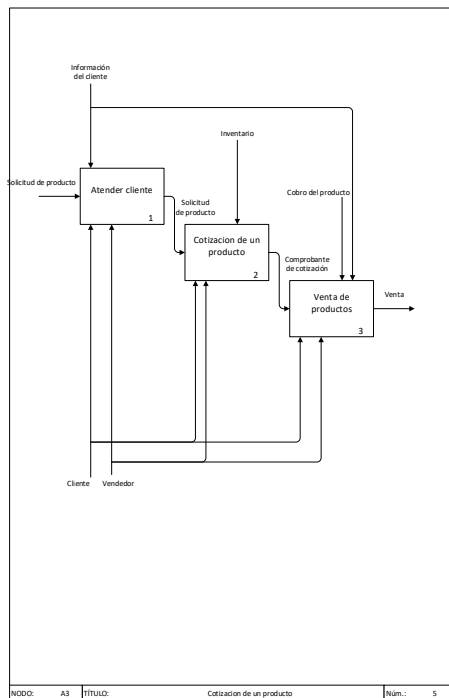 Información
del cliente
Inventario
Solicitud de producto
Atender cliente
1
Solicitud
de producto
Cobro del producto
Cotizacion de un
producto
2
Comprobante
de cotización
Venta de
productos
3
Venta
Cliente
Vendedor
NODO: A3 TÍTULO: Cotizacion de un producto Núm.: 5